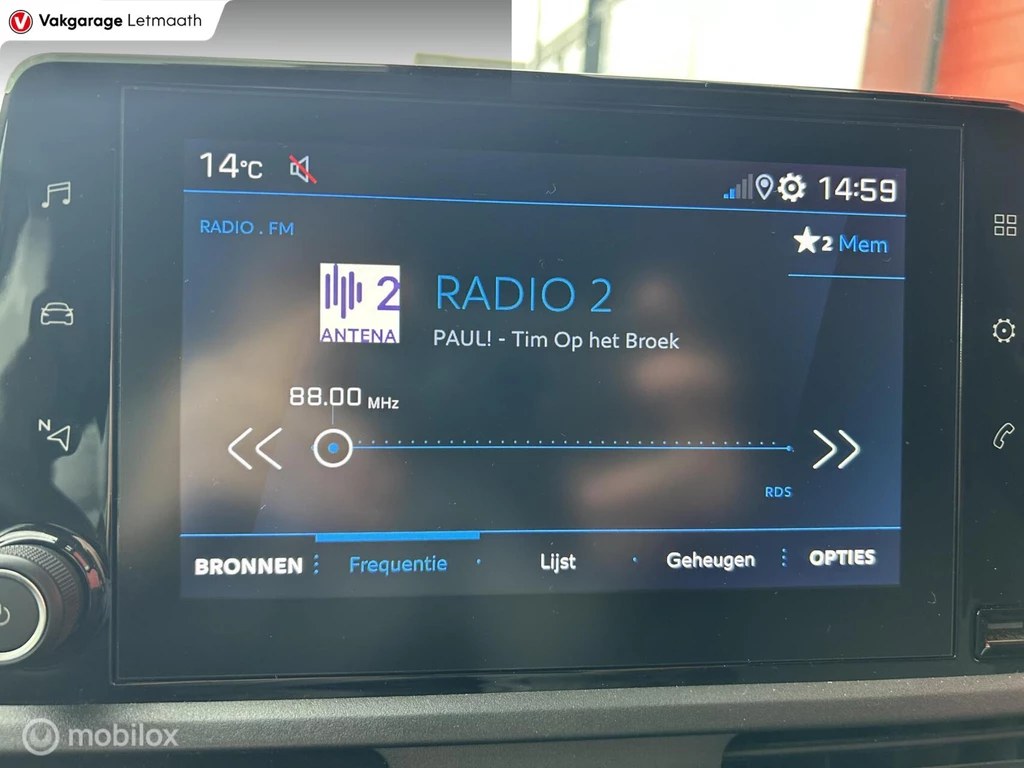 Vakgarage Letmaath
14°C
14:59
RADIO . FM
2 Mem
2
ANTENA
RADIO 2
PAUL! - Tim Op het Broek
88.00 MHz
N
RDS
BRONNEN
Frequentie
Lijst
Geheugen
OPTIES
mobilox